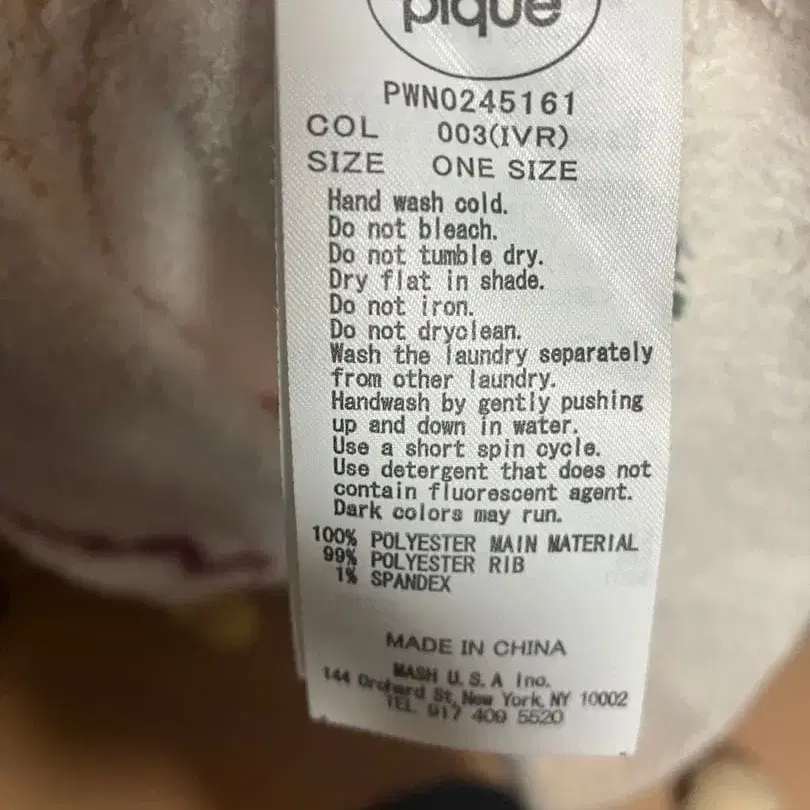 pique
PWN0245161
COL 003(IVR)
SIZE ONE SIZE
Hand wash cold.
Do not bleach.
Do not tumble dry.
Dry flat in shade.
Do not iron.
Do not dryclean.
Wash the laundry separately
from other laundry.
Handwash by gently pushing
up and down in water.
Use a short spin cycle.
Use detergent that does not
contain fluorescent agent.
Dark colors may run.
100% POLYESTER MAIN MATERIAL
99% POLYESTER RIB
1% SPANDEX
MADE IN CHINA
MASH U.S.A Inc.
144 Orchard St, New York, NY 10002
TEL 917 409 5520